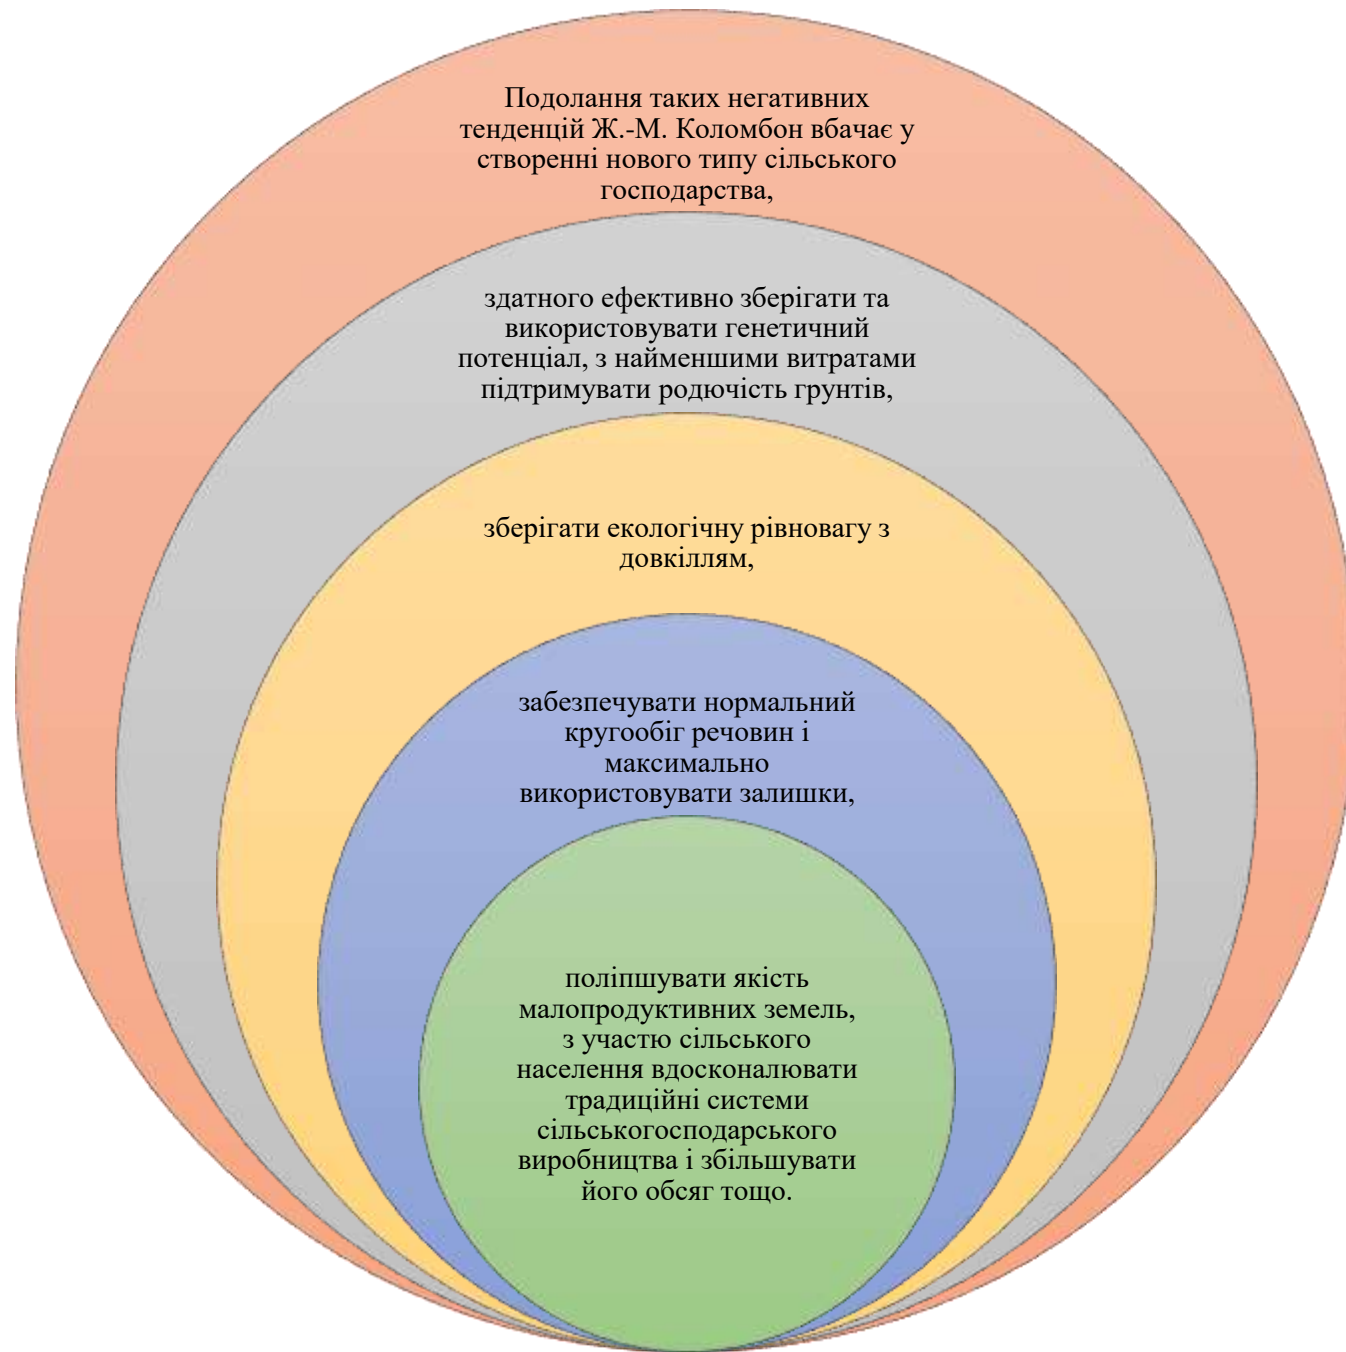 Подолання таких негативних
тенденцій Ж.-М. Коломбон вбачає у
створенні нового типу сільського
господарства,
здатного ефективно зберігати та
використовувати генетичний
потенціал, з найменшими витратами
підтримувати родючість грунтів,
зберігати екологічну рівновагу з
довкіллям,
забезпечувати нормальний
кругообіг речовин і
максимально
використовувати залишки,
поліпшувати якість
малопродуктивних земель,
з участю сільського
населення вдосконалювати
традиційні системи
сільськогосподарського
виробництва і збільшувати
його обсяг тощо.